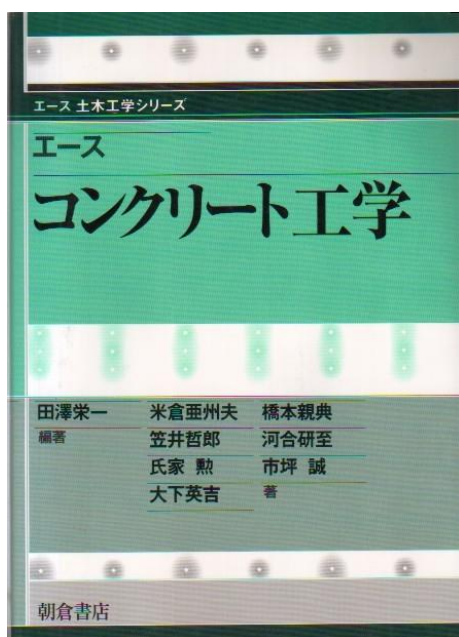 エース 土木工学シリーズ
エース
コンクリート工学
田澤栄一 米倉亜州夫 橋本親典
編著 笠井哲郎 河合研至
氏家 勲 市坪 誠
大下英吉 著
朝倉書店